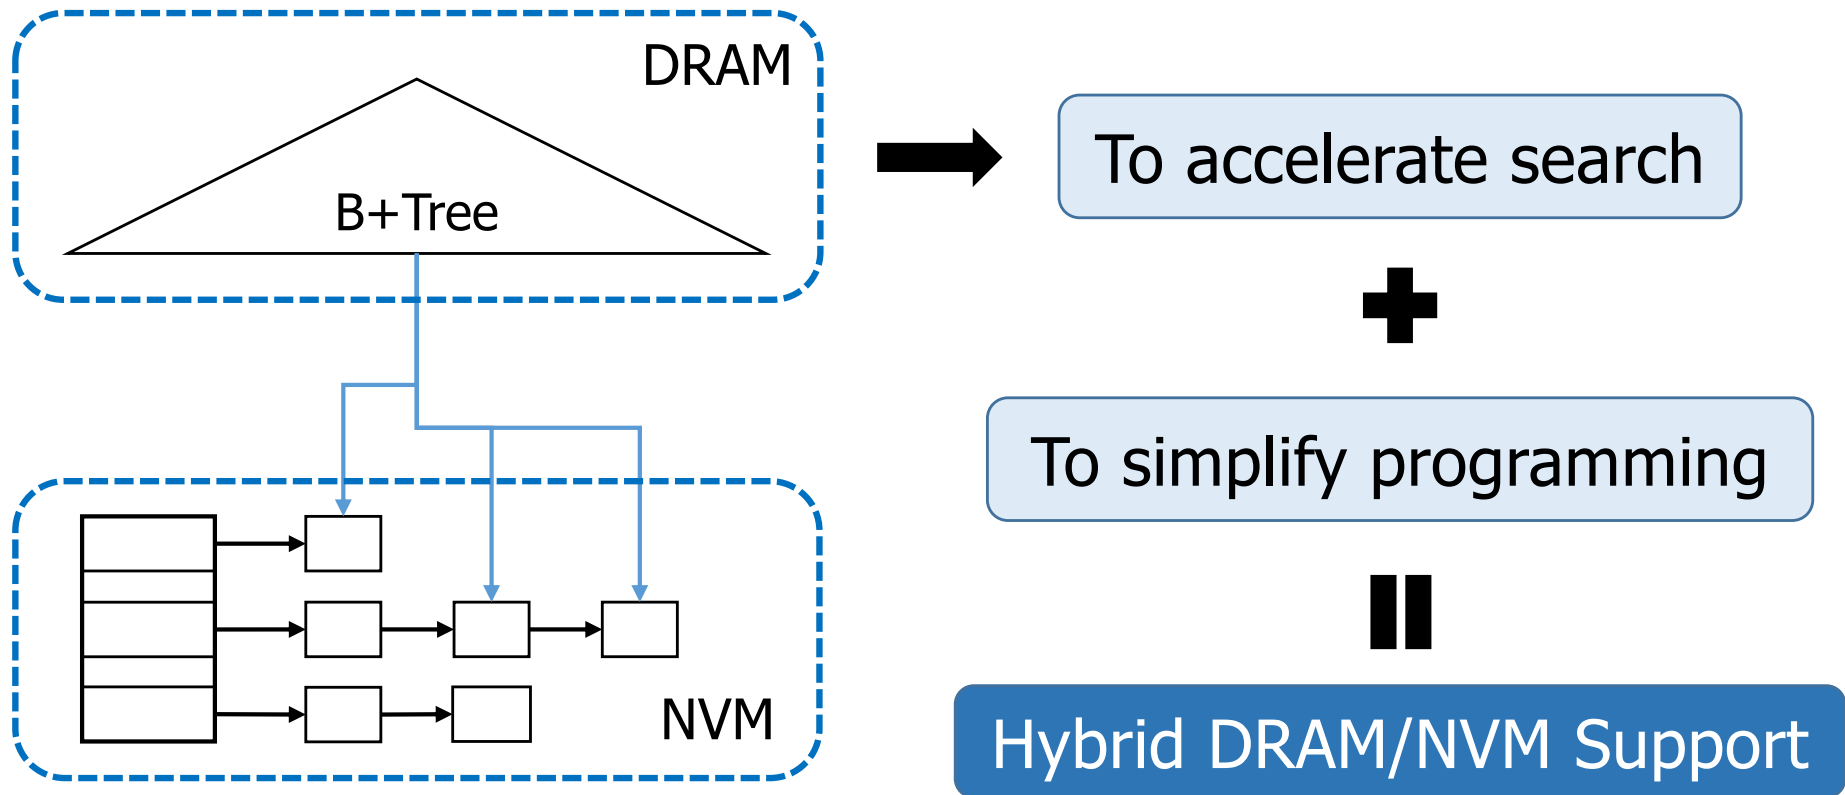 DRAM
B+Tree
To accelerate search
To simplify programming
NVM
Hybrid DRAM/NVM Support